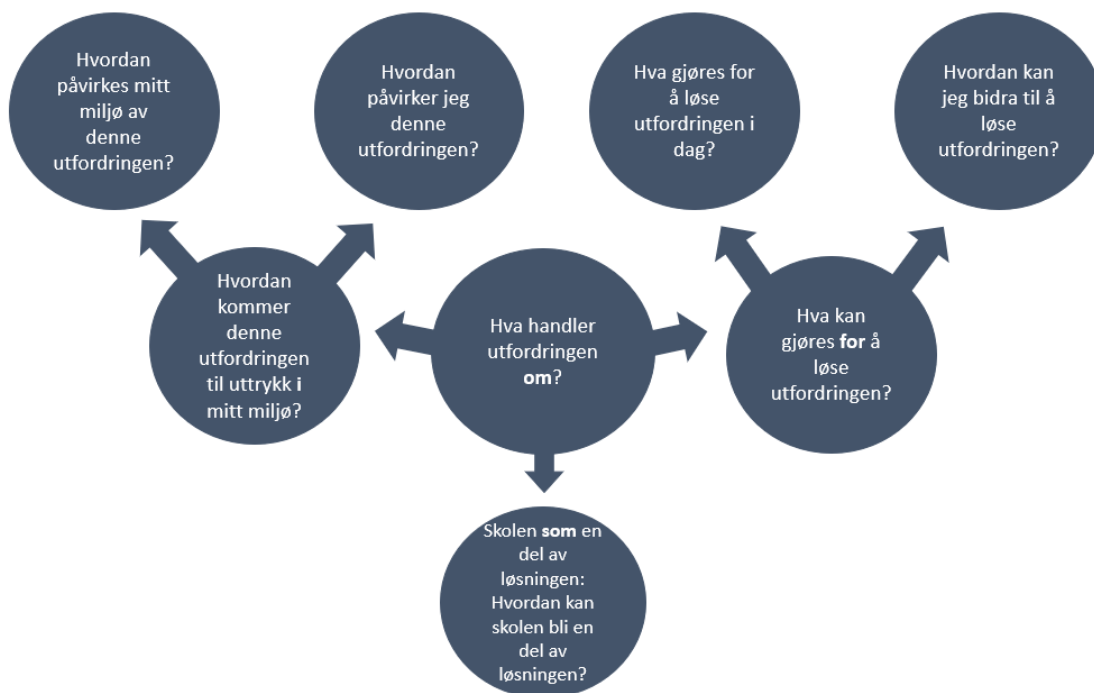 Hvordan
påvirkes mitt
miljø av
denne
utfordringen?
Hvordan
påvirker jeg
denne
utfordringen?
Hva gjøres for
å løse
utfordringen i
dag?
Hvordan kan
jeg bidra til å
løse
utfordringen?
Hvordan
kommer
denne
utfordringen
til uttrykk i
mitt miljø?
Hva handler
utfordringen
om?
Hva kan
gjøres for å
løse
utfordringen?
Skolen som en
del av
løsningen:
Hvordan kan
skolen bli en
del av
løsningen?